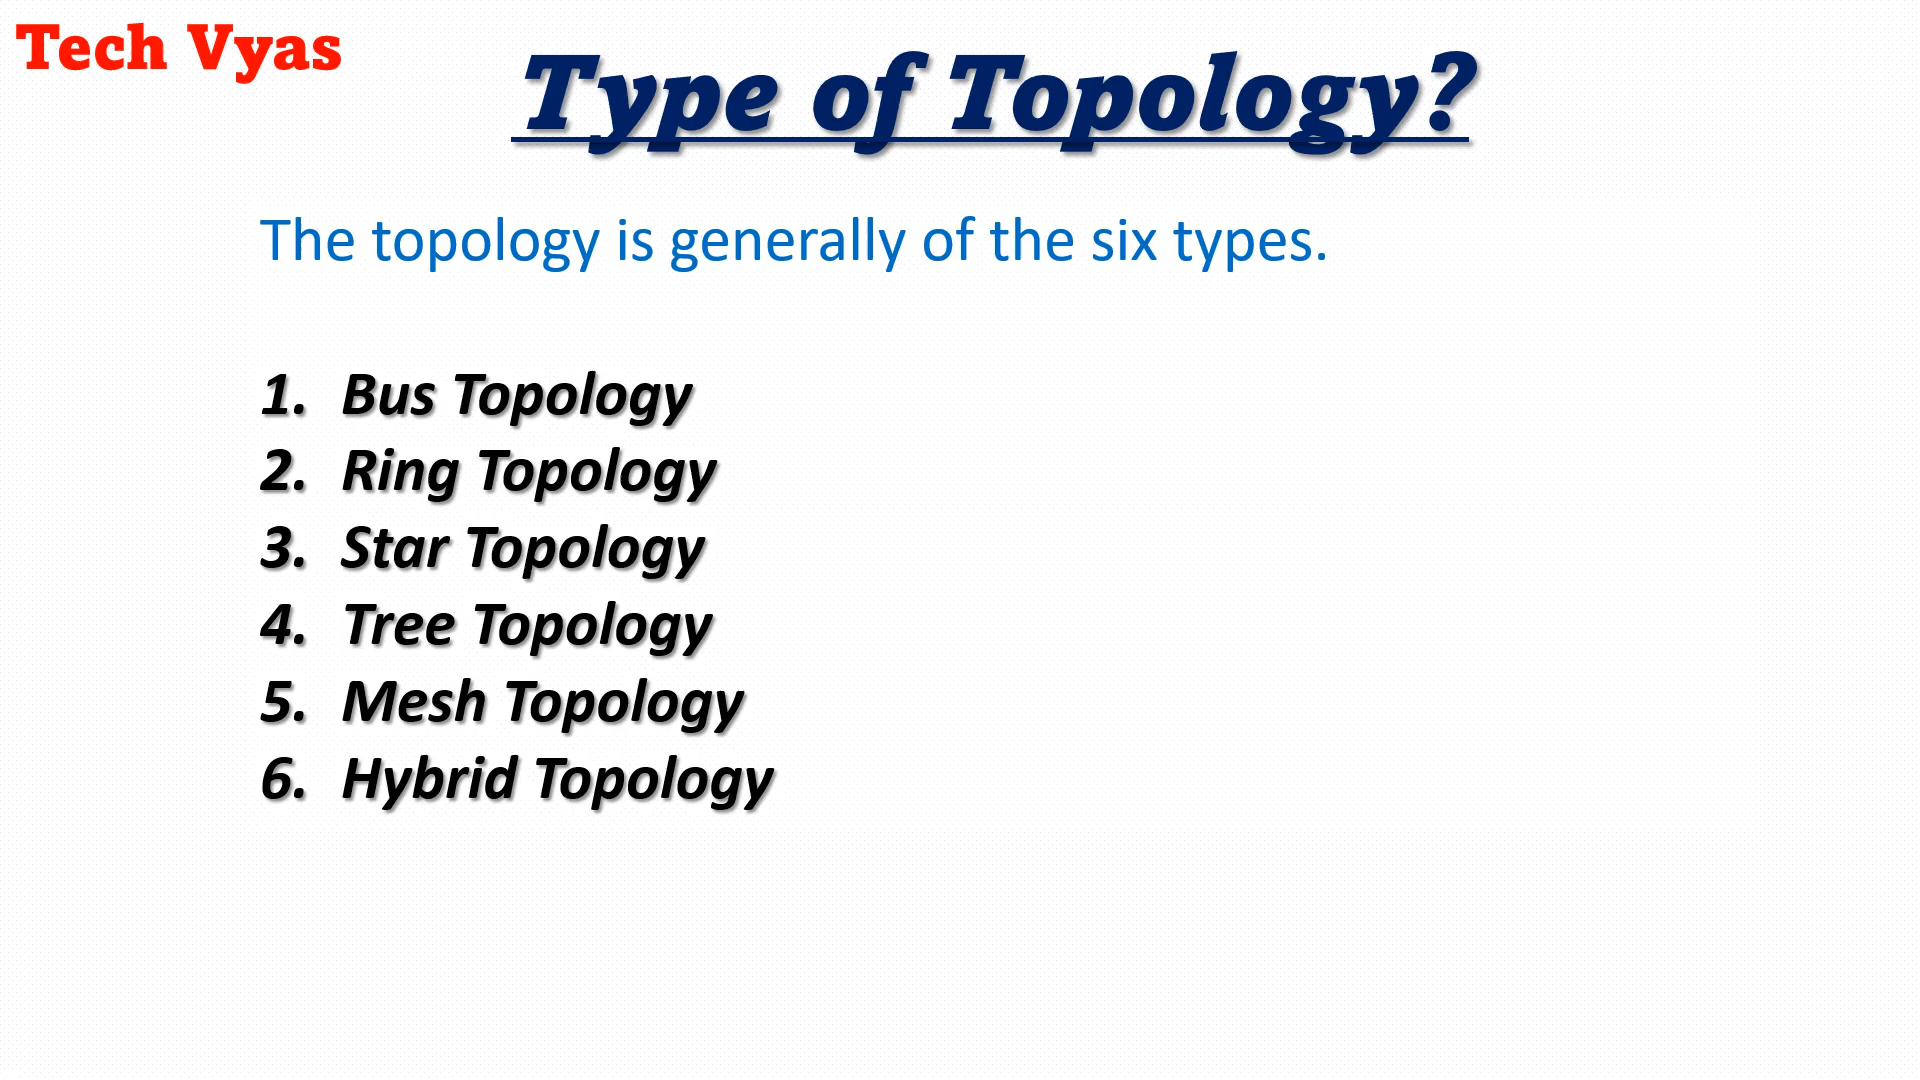 Tech Vyas
Type of Topology?
The topology is generally of the six types.
1. Bus Topology
2. Ring Topology
3. Star Topology
4. Tree Topology
5. Mesh Topology
6. Hybrid Topology